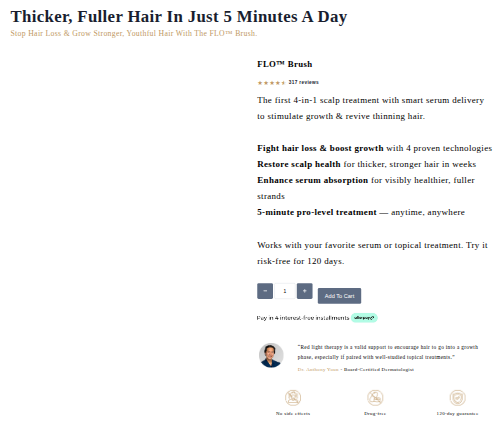 Thicker, Fuller Hair In Just 5 Minutes A Day
Stop Hair Loss & Grow Stronger, Youthful Hair With The FLO™ Brush.
FLO™ Brush
★★★★★ 317 reviews
The first 4-in-1 scalp treatment with smart serum delivery
to stimulate growth & revive thinning hair.
Fight hair loss & boost growth with 4 proven technologies
Restore scalp health for thicker, stronger hair in weeks
Enhance serum absorption for visibly healthier, fuller
strands
5-minute pro-level treatment — anytime, anywhere
Works with your favorite serum or topical treatment. Try it
risk-free for 120 days.
− 1 + Add To Cart
Pay in 4 interest-free installments afterpay
"Red light therapy is a valid support to encourage hair to go into a growth
phase, especially if paired with well-studied topical treatments."
Dr. Anthony - Board-Certified Dermatologist
No side effects
Drug-free
120-day guarantee